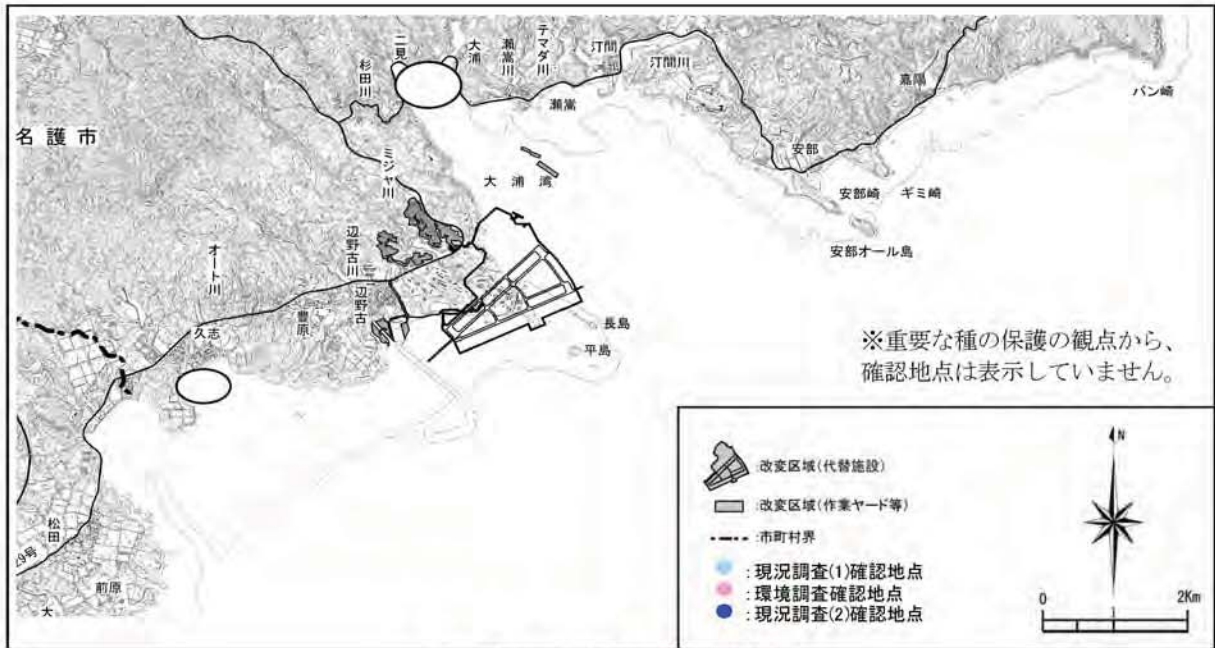 二見
大浦
瀬嵩川
テマダ川
汀間
杉田川
汀間川
嘉陽
瀬嵩
バン崎
名護市
安部
ミジャ川
大浦湾
安部崎
ギミ崎
安部オール島
オート川
辺野古川
辺野古
久志
豊原
長島
平島
※重要な種の保護の観点から、
確認地点は表示していません。
松田
29号
前原
大
:改変区域(代替施設)
:改変区域(作業ヤード等)
:市町村界
:現況調査(1)確認地点
:環境調査確認地点
:現況調査(2)確認地点
N
0 2Km